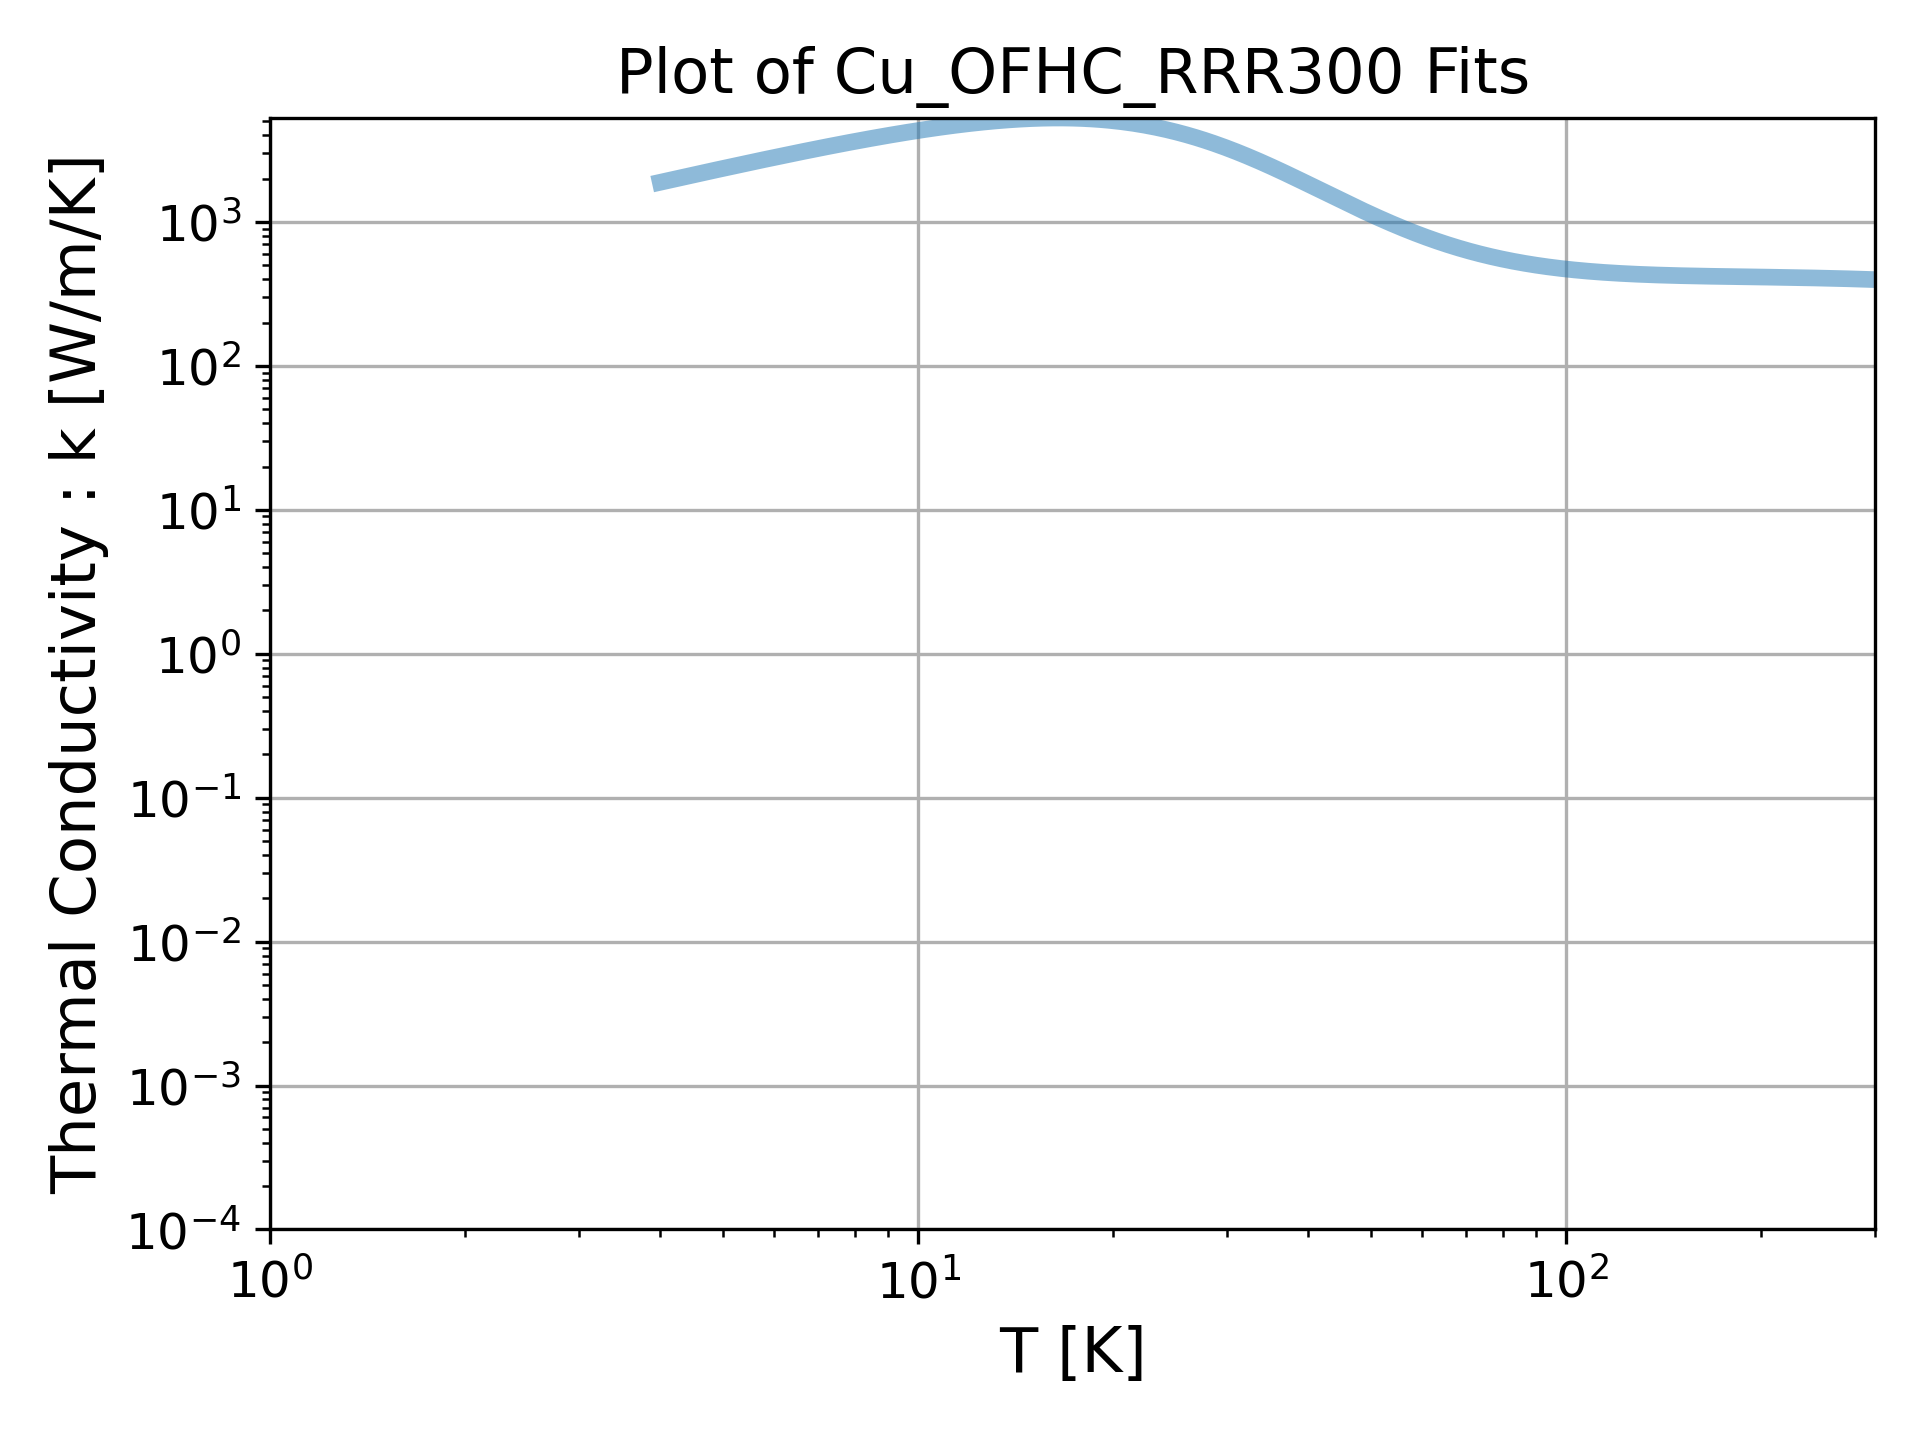 Plot of Cu_OFHC_RRR300 Fits
Thermal Conductivity : k [W/m/K]
10³
10²
10¹
10⁰
10⁻¹
10⁻²
10⁻³
10⁻⁴
10⁰ 10¹ 10²
T [K]